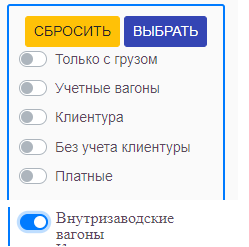 СБРОСИТЬ ВЫБРАТЬ
Только с грузом
Учетные вагоны
Клиентура
Без учета клиентуры
Платные
Внутризаводские
вагоны